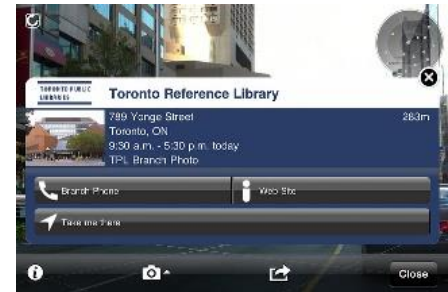 TORONTO PUBLIC
LIBRARIES
Toronto Reference Library
789 Yonge Street
283m
Toronto, ON
9:30 a.m. - 5:30 p.m. today
TPL Branch Photo
Branch Phone
Web Site
Take me there
Close